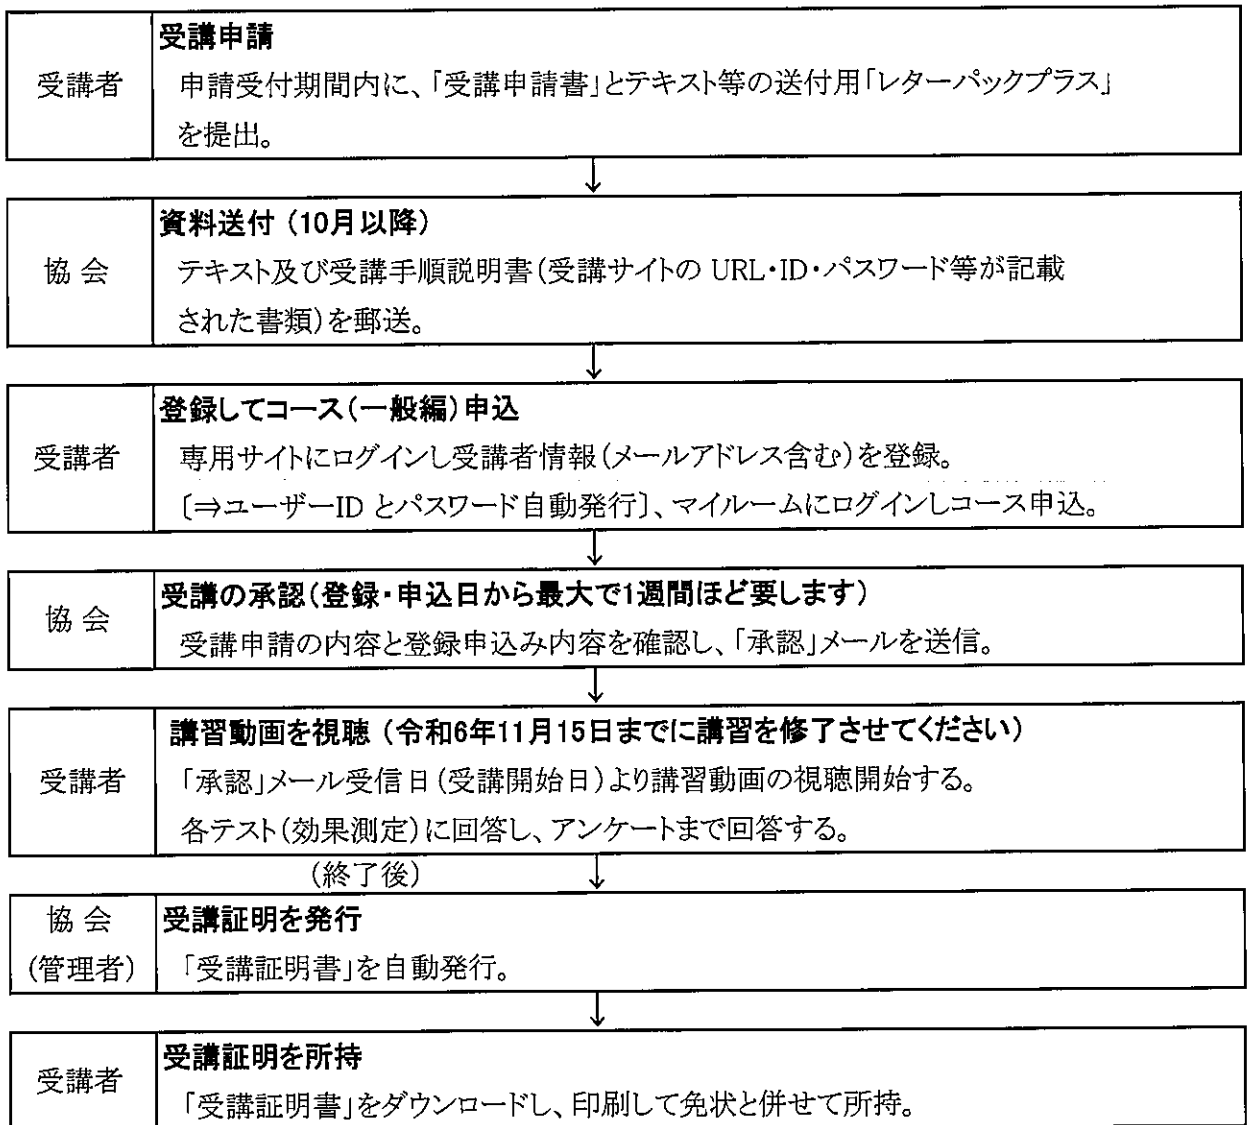 受講申請
受講者
申請受付期間内に、「受講申請書」とテキスト等の送付用「レターパックプラス」
を提出。
↓
資料送付（10月以降）
協 会
テキスト及び受講手順説明書（受講サイトの URL・ID・パスワード等が記載
された書類）を郵送。
↓
登録してコース（一般編）申込
受講者
専用サイトにログインし受講者情報（メールアドレス含む）を登録。
〔⇒ユーザーID とパスワード自動発行〕、マイルームにログインしコース申込。
↓
協 会
受講の承認（登録・申込日から最大で1週間ほど要します）
受講申請の内容と登録申込み内容を確認し、「承認」メールを送信。
↓
講習動画を視聴（令和6年11月15日までに講習を修了させてください）
受講者
「承認」メール受信日（受講開始日）より講習動画の視聴開始する。
各テスト（効果測定）に回答し、アンケートまで回答する。
（終了後） ↓
協 会
（管理者）
受講証明を発行
「受講証明書」を自動発行。
↓
受講者
受講証明を所持
「受講証明書」をダウンロードし、印刷して免状と併せて所持。